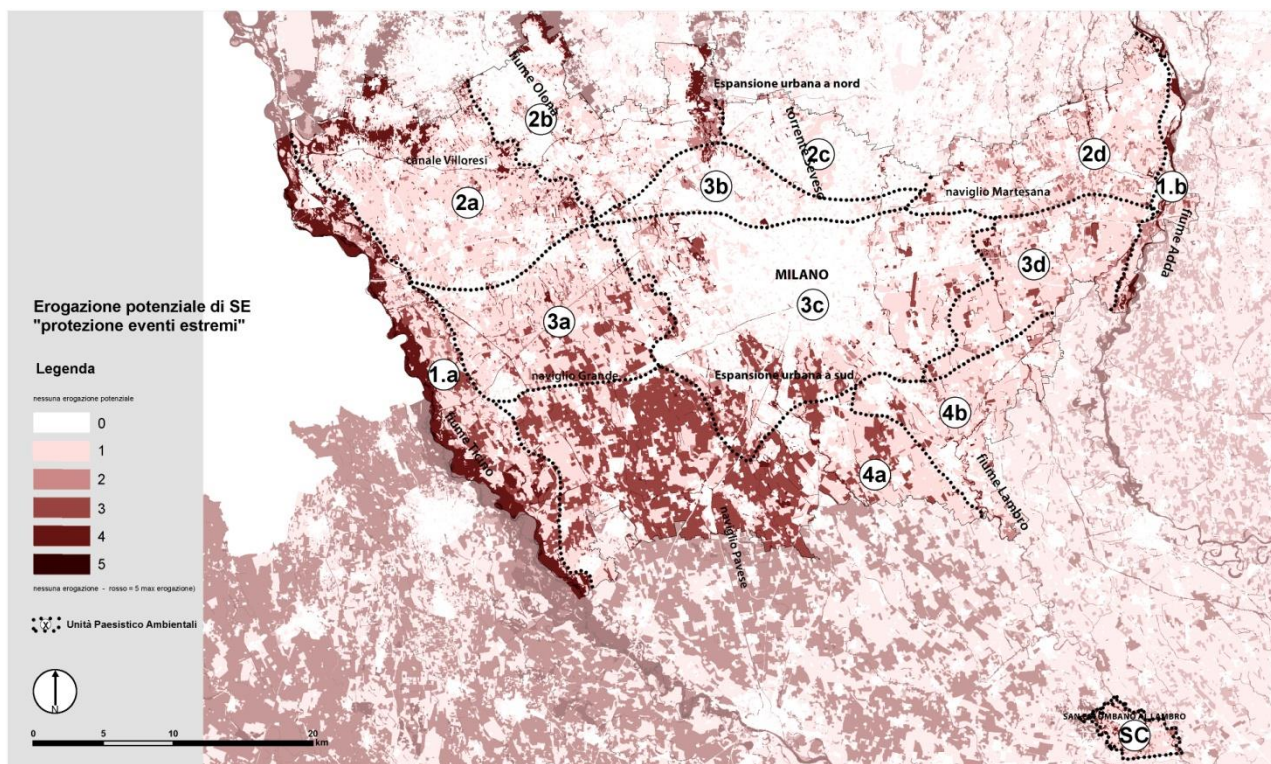 Erogazione potenziale di SE
"protezione eventi estremi"
Legenda
nessuna erogazione potenziale
0
1
2
3
4
5
nessuna erogazione - rosso = 5 max erogazione)
X Unità Paesistico Ambientali
N
0 5 10 20
km
fiume Olona
2b
Espansione urbana a nord
torrente Seveso
2c
2d
canale Villoresi
3b
naviglio Martesana
1.b
2a
fiume Adda
MILANO
3d
3c
3a
1.a
naviglio Grande
Espansione urbana a sud
4b
fiume Ticino
4a
fiume Lambro
naviglio Pavese
SAN COLOMBANO AL LAMBRO
SC